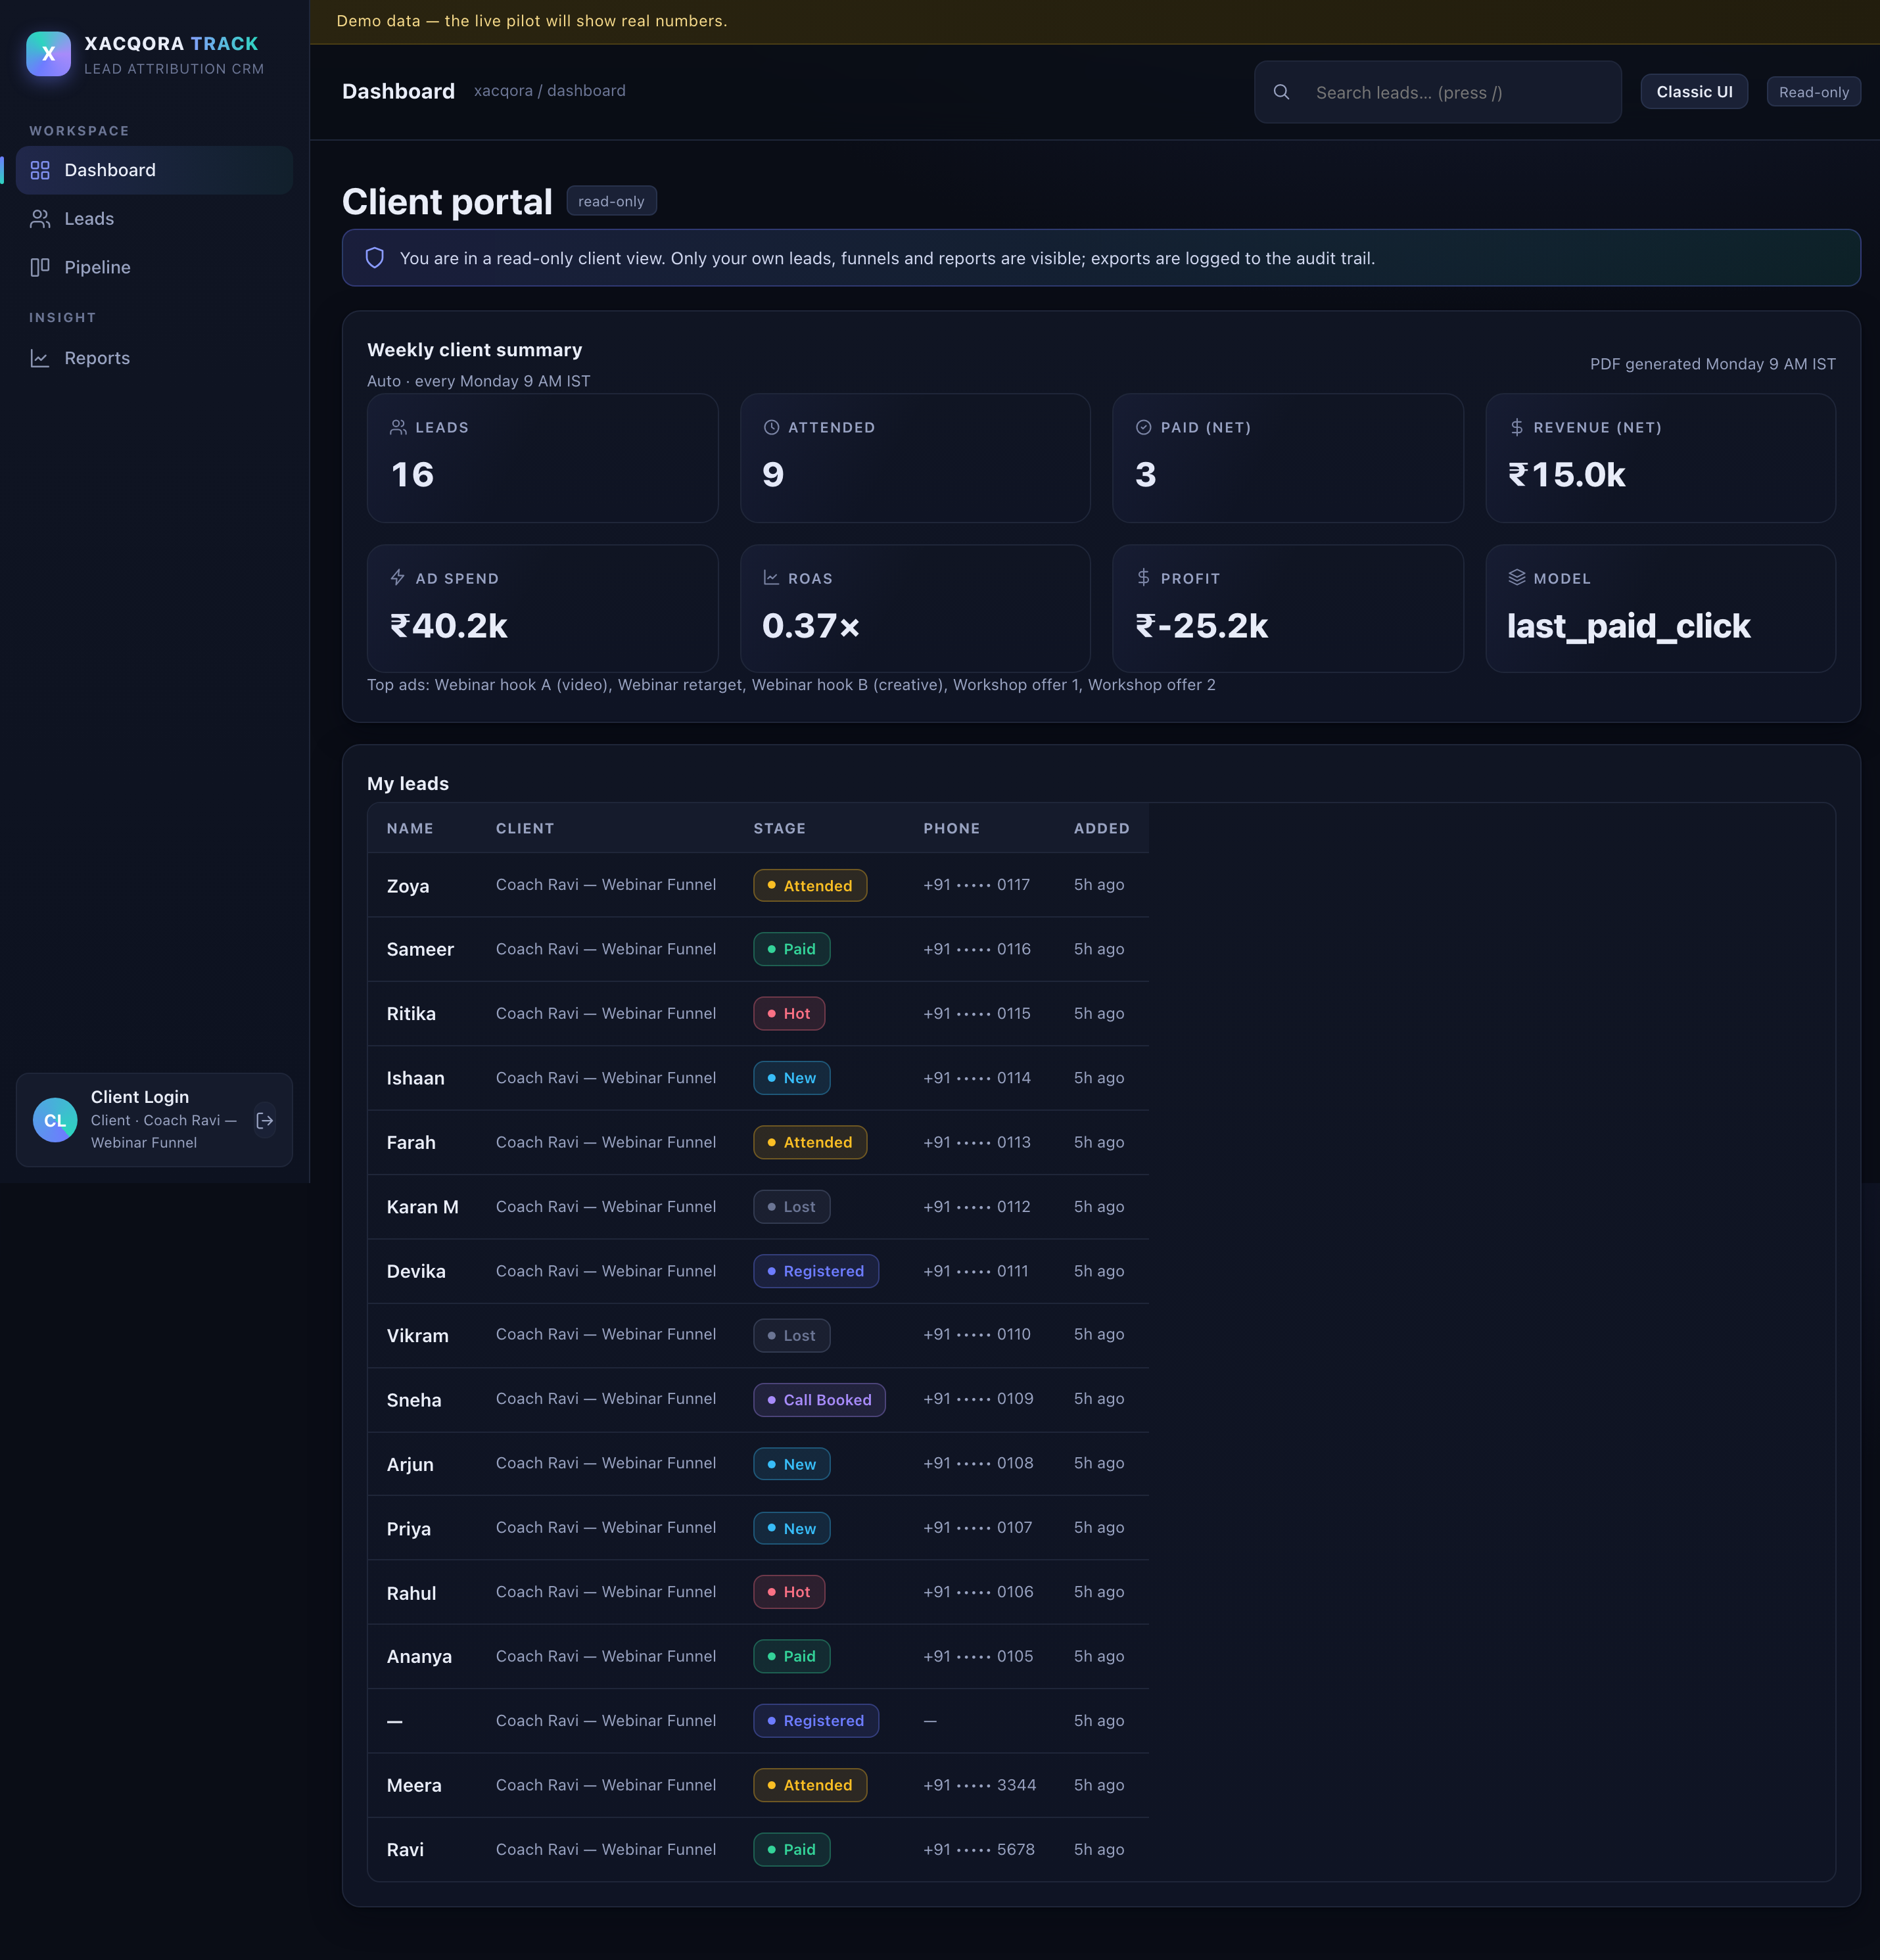 X
XACQORA TRACK
LEAD ATTRIBUTION CRM
WORKSPACE
Dashboard
Leads
Pipeline
INSIGHT
Reports
CL
Client Login
Client · Coach Ravi —
Webinar Funnel
Demo data — the live pilot will show real numbers.
Dashboard xacqora / dashboard
Search leads... (press /)
Classic UI
Read-only
Client portal read-only
You are in a read-only client view. Only your own leads, funnels and reports are visible; exports are logged to the audit trail.
Weekly client summary
Auto · every Monday 9 AM IST
PDF generated Monday 9 AM IST
LEADS
16
ATTENDED
9
PAID (NET)
3
REVENUE (NET)
₹15.0k
AD SPEND
₹40.2k
ROAS
0.37×
PROFIT
₹-25.2k
MODEL
last_paid_click
Top ads: Webinar hook A (video), Webinar retarget, Webinar hook B (creative), Workshop offer 1, Workshop offer 2
My leads
NAME CLIENT STAGE PHONE ADDED
Zoya Coach Ravi — Webinar Funnel Attended +91 ••••• 0117 5h ago
Sameer Coach Ravi — Webinar Funnel Paid +91 ••••• 0116 5h ago
Ritika Coach Ravi — Webinar Funnel Hot +91 ••••• 0115 5h ago
Ishaan Coach Ravi — Webinar Funnel New +91 ••••• 0114 5h ago
Farah Coach Ravi — Webinar Funnel Attended +91 ••••• 0113 5h ago
Karan M Coach Ravi — Webinar Funnel Lost +91 ••••• 0112 5h ago
Devika Coach Ravi — Webinar Funnel Registered +91 ••••• 0111 5h ago
Vikram Coach Ravi — Webinar Funnel Lost +91 ••••• 0110 5h ago
Sneha Coach Ravi — Webinar Funnel Call Booked +91 ••••• 0109 5h ago
Arjun Coach Ravi — Webinar Funnel New +91 ••••• 0108 5h ago
Priya Coach Ravi — Webinar Funnel New +91 ••••• 0107 5h ago
Rahul Coach Ravi — Webinar Funnel Hot +91 ••••• 0106 5h ago
Ananya Coach Ravi — Webinar Funnel Paid +91 ••••• 0105 5h ago
— Coach Ravi — Webinar Funnel Registered — 5h ago
Meera Coach Ravi — Webinar Funnel Attended +91 ••••• 3344 5h ago
Ravi Coach Ravi — Webinar Funnel Paid +91 ••••• 5678 5h ago